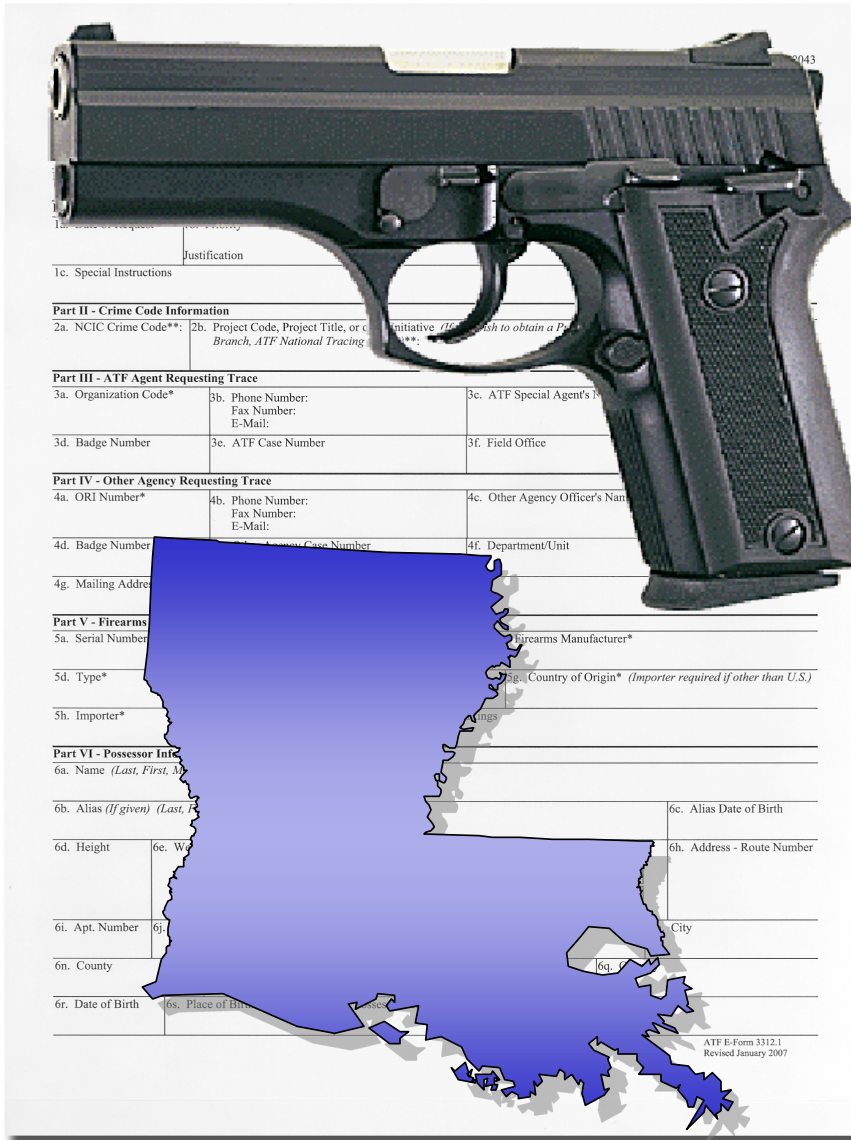 2043
Justification
1c. Special Instructions
Part II - Crime Code Information
2a. NCIC Crime Code**: 2b. Project Code, Project Title, or initiative (If ish to obtain a
Branch, ATF National Tracing **:
Part III - ATF Agent Requesting Trace
3a. Organization Code* 3b. Phone Number: 3c. ATF Special Agent's
Fax Number:
E-Mail:
3d. Badge Number 3e. ATF Case Number 3f. Field Office
Part IV - Other Agency Requesting Trace
4a. ORI Number* 4b. Phone Number: 4c. Other Agency Officer's Nam
Fax Number:
E-Mail:
4d. Badge Number Agency Case Number 4f. Department/Unit
4g. Mailing Addre
Part V - Firearms
5a. Serial Number Firearms Manufacturer*
5d. Type* 5g. Country of Origin* (Importer required if other than U.S.)
5h. Importer* ings
Part VI - Possessor Info
6a. Name (Last, First, M
6b. Alias (If given) (Last, F 6c. Alias Date of Birth
6d. Height 6e. We 6h. Address - Route Number
6i. Apt. Number 6j. City
6n. County 6q.
6r. Date of Birth 6s. Place of Bir
ATF E-Form 3312.1
Revised January 2007